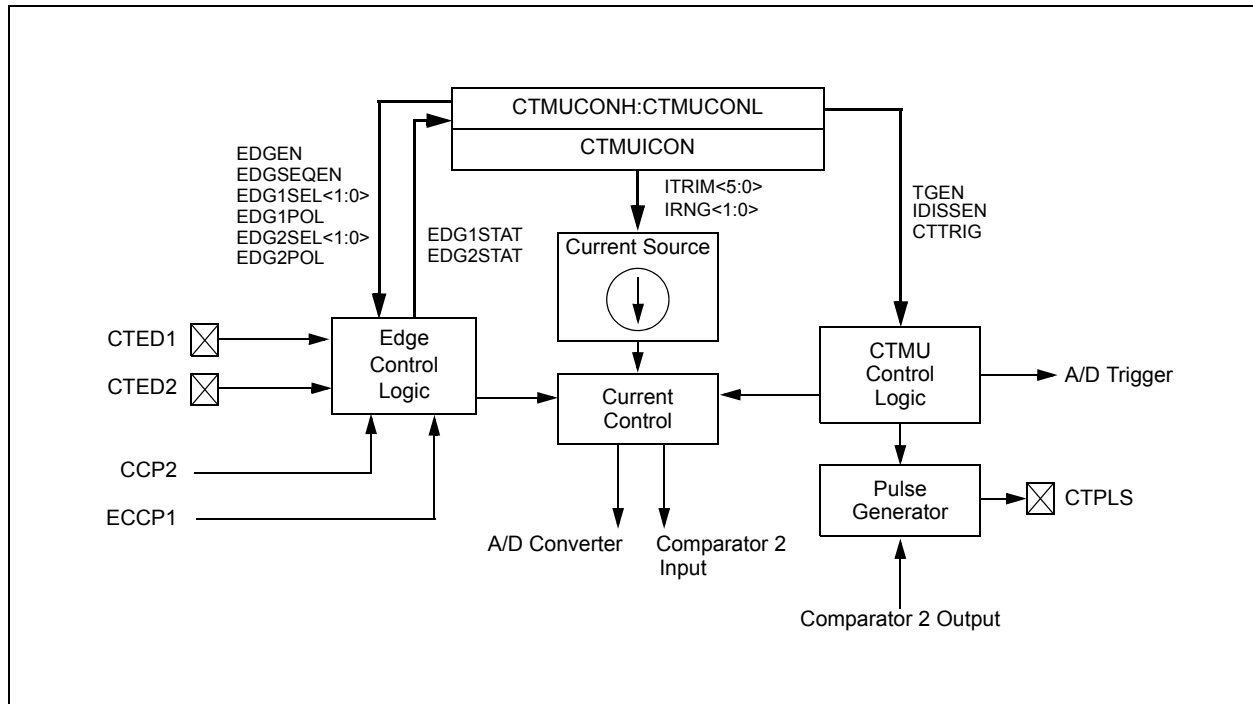 CTMUCONH:CTMUCONL
CTMUICON
EDGEN
EDGSEQEN
EDG1SEL<1:0>
EDG1POL
EDG2SEL<1:0>
EDG2POL
EDG1STAT
EDG2STAT
ITRIM<5:0>
IRNG<1:0>
TGEN
IDISSEN
CTTRIG
Current Source
CTED1
CTED2
Edge
Control
Logic
Current
Control
CTMU
Control
Logic
A/D Trigger
CCP2
ECCP1
Pulse
Generator
CTPLS
A/D Converter
Comparator 2
Input
Comparator 2 Output